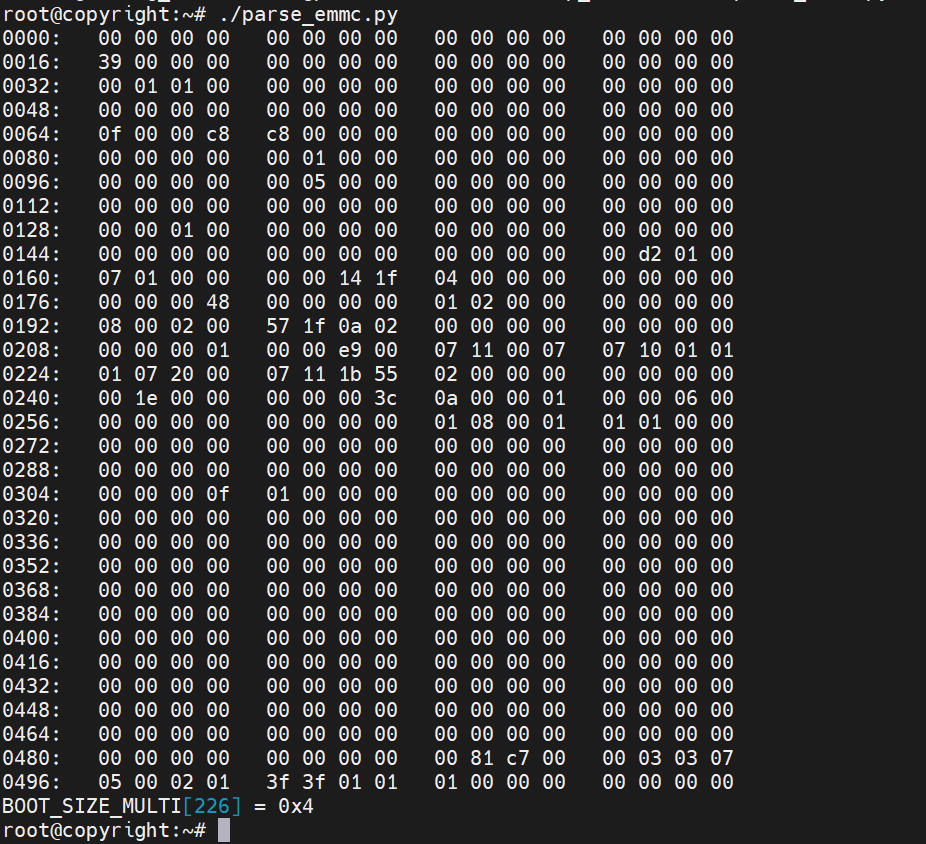 root@copyright:~# ./parse_emmc.py
0000:   00 00 00 00   00 00 00 00   00 00 00 00   00 00 00 00
0016:   39 00 00 00   00 00 00 00   00 00 00 00   00 00 00 00
0032:   00 01 01 00   00 00 00 00   00 00 00 00   00 00 00 00
0048:   00 00 00 00   00 00 00 00   00 00 00 00   00 00 00 00
0064:   0f 00 00 c8   c8 00 00 00   00 00 00 00   00 00 00 00
0080:   00 00 00 00   00 01 00 00   00 00 00 00   00 00 00 00
0096:   00 00 00 00   00 05 00 00   00 00 00 00   00 00 00 00
0112:   00 00 00 00   00 00 00 00   00 00 00 00   00 00 00 00
0128:   00 00 01 00   00 00 00 00   00 00 00 00   00 00 00 00
0144:   00 00 00 00   00 00 00 00   00 00 00 00   00 d2 01 00
0160:   07 01 00 00   00 00 14 1f   04 00 00 00   00 00 00 00
0176:   00 00 00 48   00 00 00 00   01 02 00 00   00 00 00 00
0192:   08 00 02 00   57 1f 0a 02   00 00 00 00   00 00 00 00
0208:   00 00 00 01   00 00 e9 00   07 11 00 07   07 10 01 01
0224:   01 07 20 00   07 11 1b 55   02 00 00 00   00 00 00 00
0240:   00 1e 00 00   00 00 00 3c   0a 00 00 01   00 00 06 00
0256:   00 00 00 00   00 00 00 00   01 08 00 01   01 01 00 00
0272:   00 00 00 00   00 00 00 00   00 00 00 00   00 00 00 00
0288:   00 00 00 00   00 00 00 00   00 00 00 00   00 00 00 00
0304:   00 00 00 0f   01 00 00 00   00 00 00 00   00 00 00 00
0320:   00 00 00 00   00 00 00 00   00 00 00 00   00 00 00 00
0336:   00 00 00 00   00 00 00 00   00 00 00 00   00 00 00 00
0352:   00 00 00 00   00 00 00 00   00 00 00 00   00 00 00 00
0368:   00 00 00 00   00 00 00 00   00 00 00 00   00 00 00 00
0384:   00 00 00 00   00 00 00 00   00 00 00 00   00 00 00 00
0400:   00 00 00 00   00 00 00 00   00 00 00 00   00 00 00 00
0416:   00 00 00 00   00 00 00 00   00 00 00 00   00 00 00 00
0432:   00 00 00 00   00 00 00 00   00 00 00 00   00 00 00 00
0448:   00 00 00 00   00 00 00 00   00 00 00 00   00 00 00 00
0464:   00 00 00 00   00 00 00 00   00 00 00 00   00 00 00 00
0480:   00 00 00 00   00 00 00 00   00 81 c7 00   00 03 03 07
0496:   05 00 02 01   3f 3f 01 01   01 00 00 00   00 00 00 00
BOOT_SIZE_MULTI[226] = 0x4
root@copyright:~#